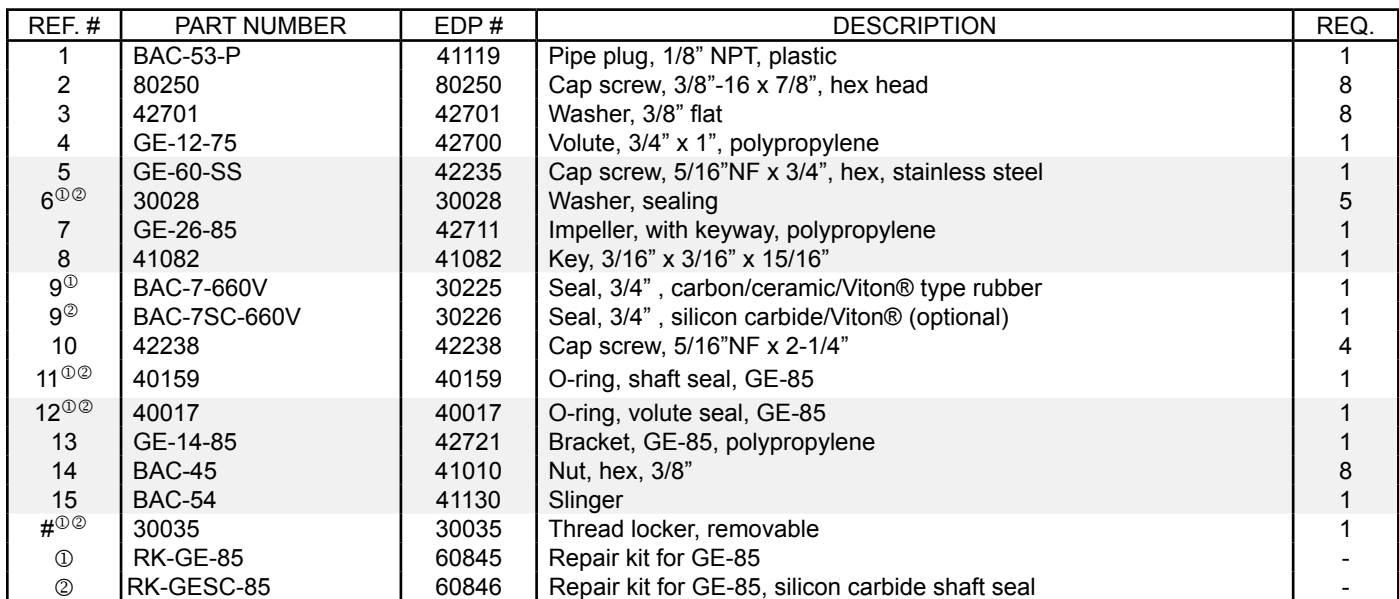 REF. # PART NUMBER EDP # DESCRIPTION REQ.
1 BAC-53-P 41119 Pipe plug, 1/8” NPT, plastic 1
2 80250 80250 Cap screw, 3/8”-16 x 7/8”, hex head 8
3 42701 42701 Washer, 3/8” flat 8
4 GE-12-75 42700 Volute, 3/4” x 1”, polypropylene 1
5 GE-60-SS 42235 Cap screw, 5/16”NF x 3/4”, hex, stainless steel 1
6①② 30028 30028 Washer, sealing 5
7 GE-26-85 42711 Impeller, with keyway, polypropylene 1
8 41082 41082 Key, 3/16” x 3/16” x 15/16” 1
9① BAC-7-660V 30225 Seal, 3/4” , carbon/ceramic/Viton® type rubber 1
9② BAC-7SC-660V 30226 Seal, 3/4” , silicon carbide/Viton® (optional) 1
10 42238 42238 Cap screw, 5/16”NF x 2-1/4” 4
11①② 40159 40159 O-ring, shaft seal, GE-85 1
12①② 40017 40017 O-ring, volute seal, GE-85 1
13 GE-14-85 42721 Bracket, GE-85, polypropylene 1
14 BAC-45 41010 Nut, hex, 3/8” 8
15 BAC-54 41130 Slinger 1
#①② 30035 30035 Thread locker, removable 1
① RK-GE-85 60845 Repair kit for GE-85 -
② RK-GESC-85 60846 Repair kit for GE-85, silicon carbide shaft seal -